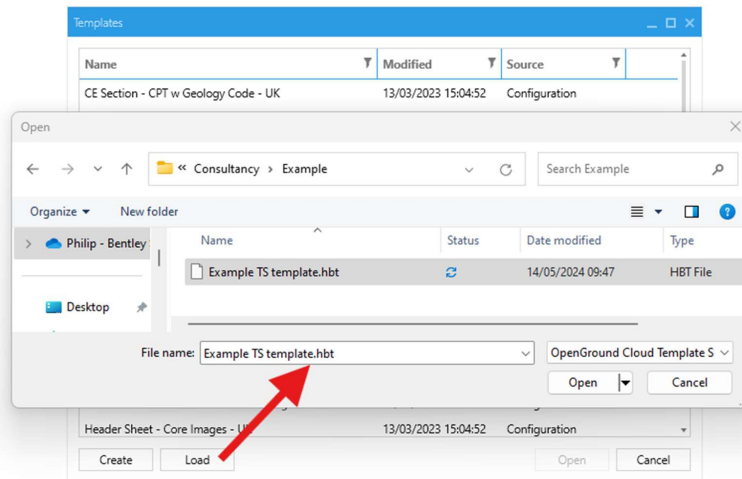 Templates
Name Modified Source
CE Section - CPT w Geology Code - UK 13/03/2023 15:04:52 Configuration
Open
« Consultancy > Example Search Example
Organize New folder
Name Status Date modified Type
Philip - Bentley
Example TS template.hbt 14/05/2024 09:47 HBT File
Desktop
File name: Example TS template.hbt OpenGround Cloud Template S
Open Cancel
Header Sheet - Core Images - 13/03/2023 15:04:52 Configuration
Create Load Open Cancel